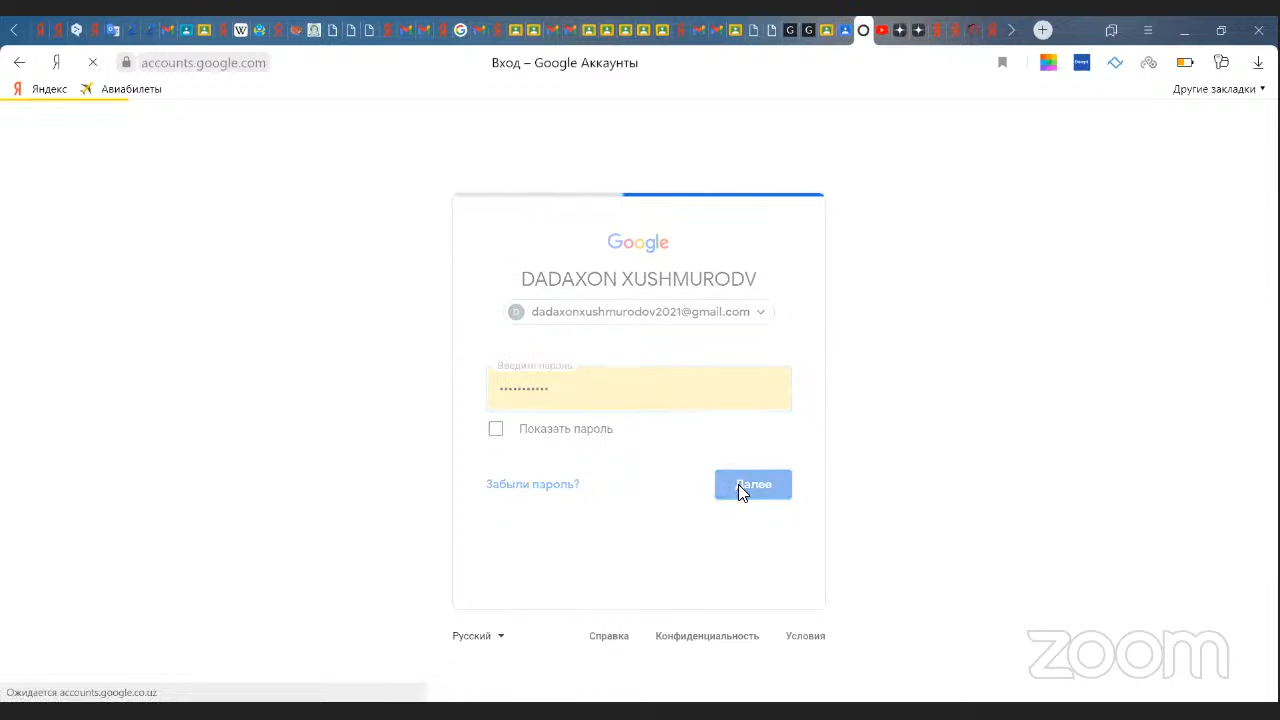 accounts.google.com
Вход – Google Аккаунты
Яндекс
Авиабилеты
Другие закладки
Google
DADAXON XUSHMURODV
D
dadaxonxushmurodov2021@gmail.com
Введите пароль
•••••••••••
Показать пароль
Забыли пароль?
Далее
Русский
Справка
Конфиденциальность
Условия
zoom
Ожидается accounts.google.co.uz